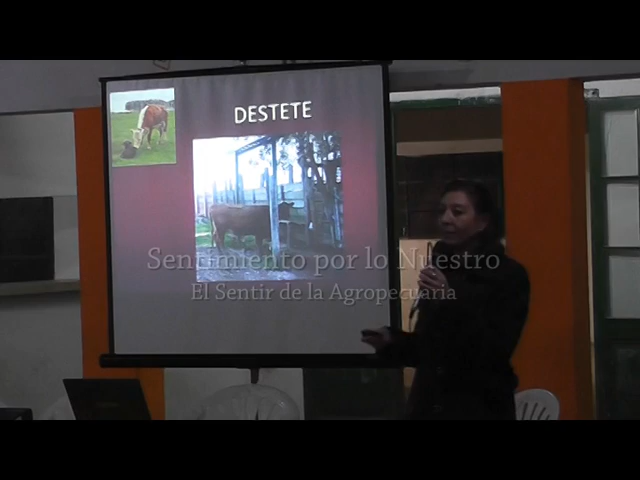 DESTETE
Sentimiento por lo Nuestro
El Sentir de la Agropecuaria